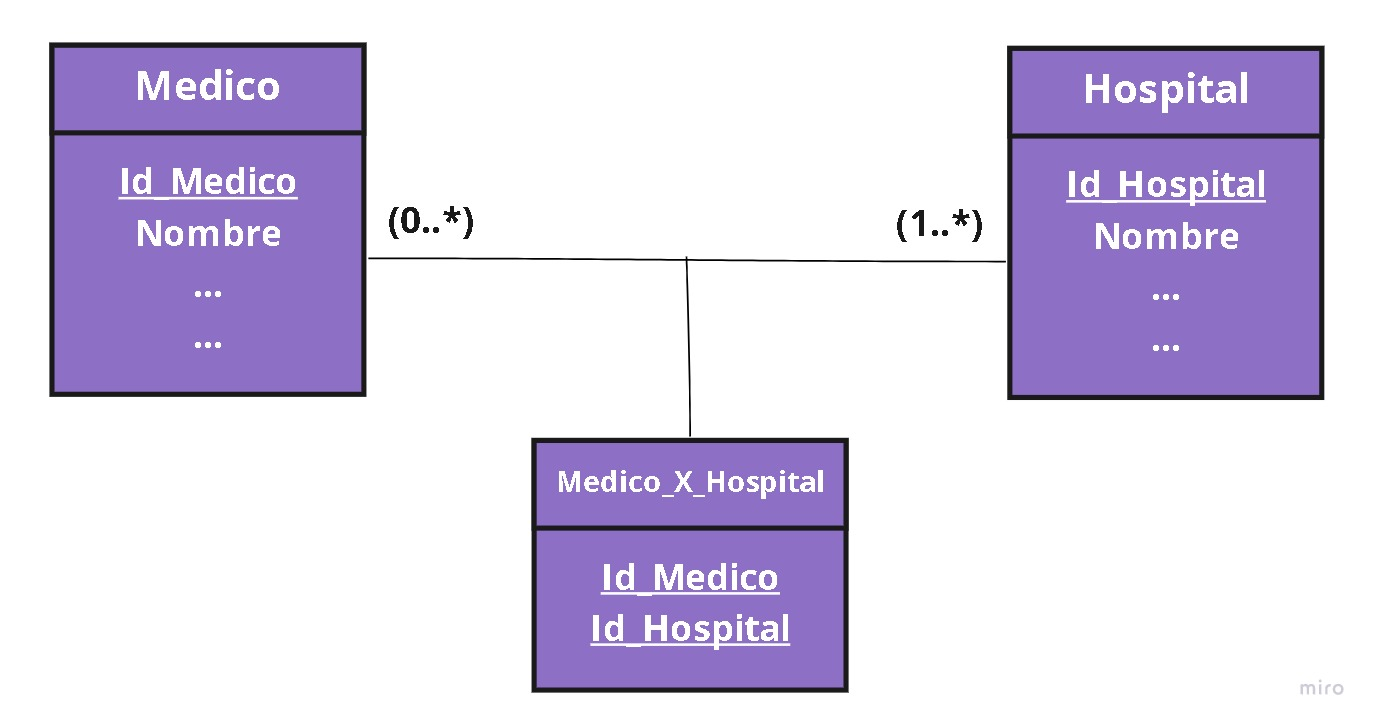 Medico
Id_Medico
Nombre
...
...
(0..*)
(1..*)
Hospital
Id_Hospital
Nombre
...
...
Medico_X_Hospital
Id_Medico
Id_Hospital
miro